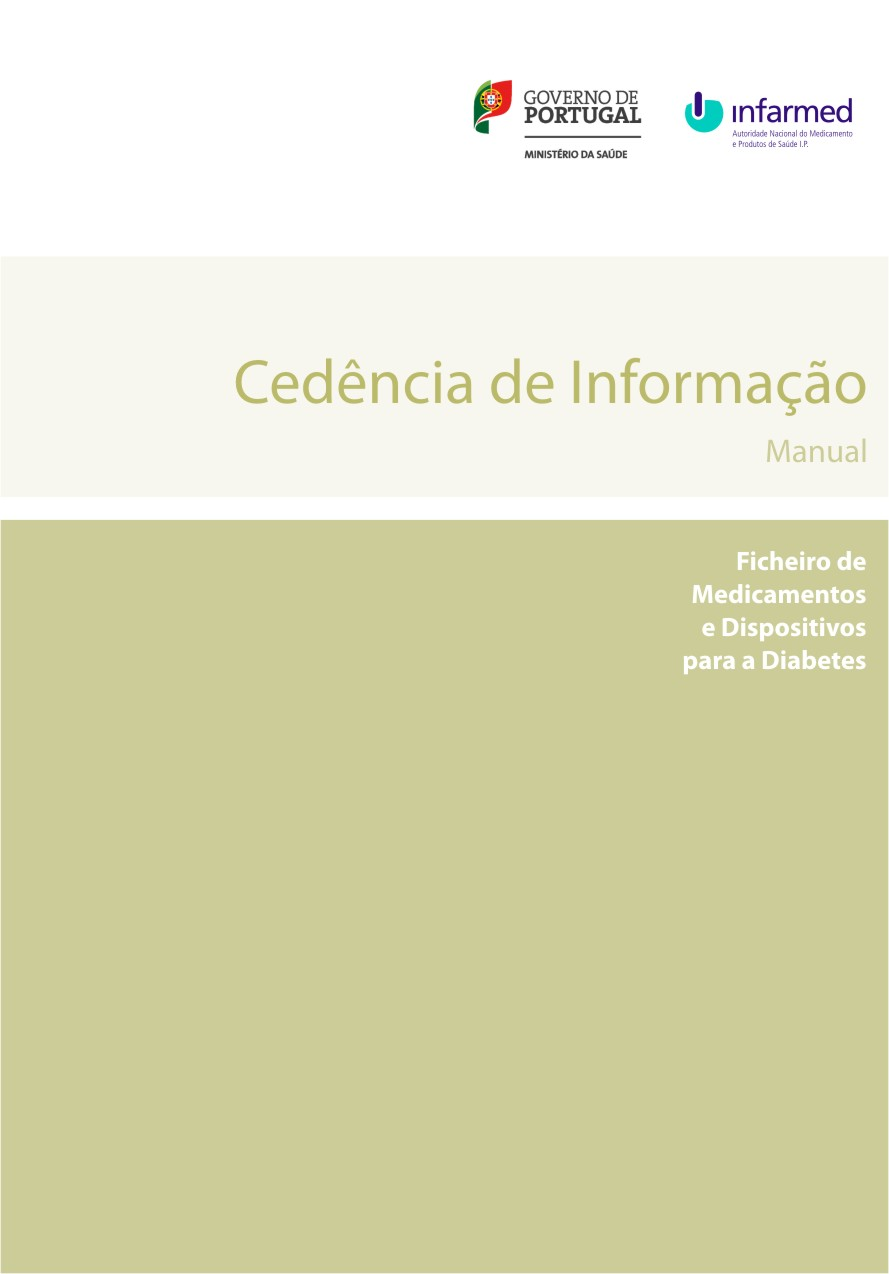 GOVERNO DE
PORTUGAL
MINISTÉRIO DA SAÚDE
infarmed
Autoridade Nacional do Medicamento
e Produtos de Saúde I.P.
Cedência de Informação
Manual
Ficheiro de
Medicamentos
e Dispositivos
para a Diabetes